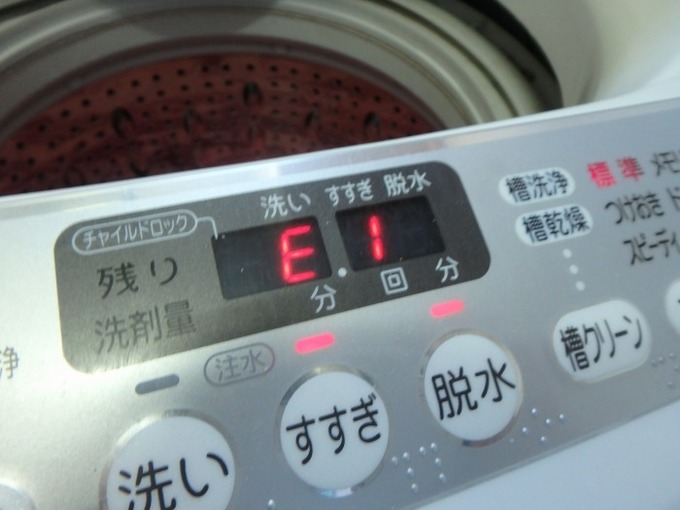 洗い すすぎ 脱水
チャイルドロック
残り E 1
分 回 分
洗剤量
注水
洗い すすぎ 脱水
槽洗浄 標準
槽乾燥 つけおき
槽クリーン
浄